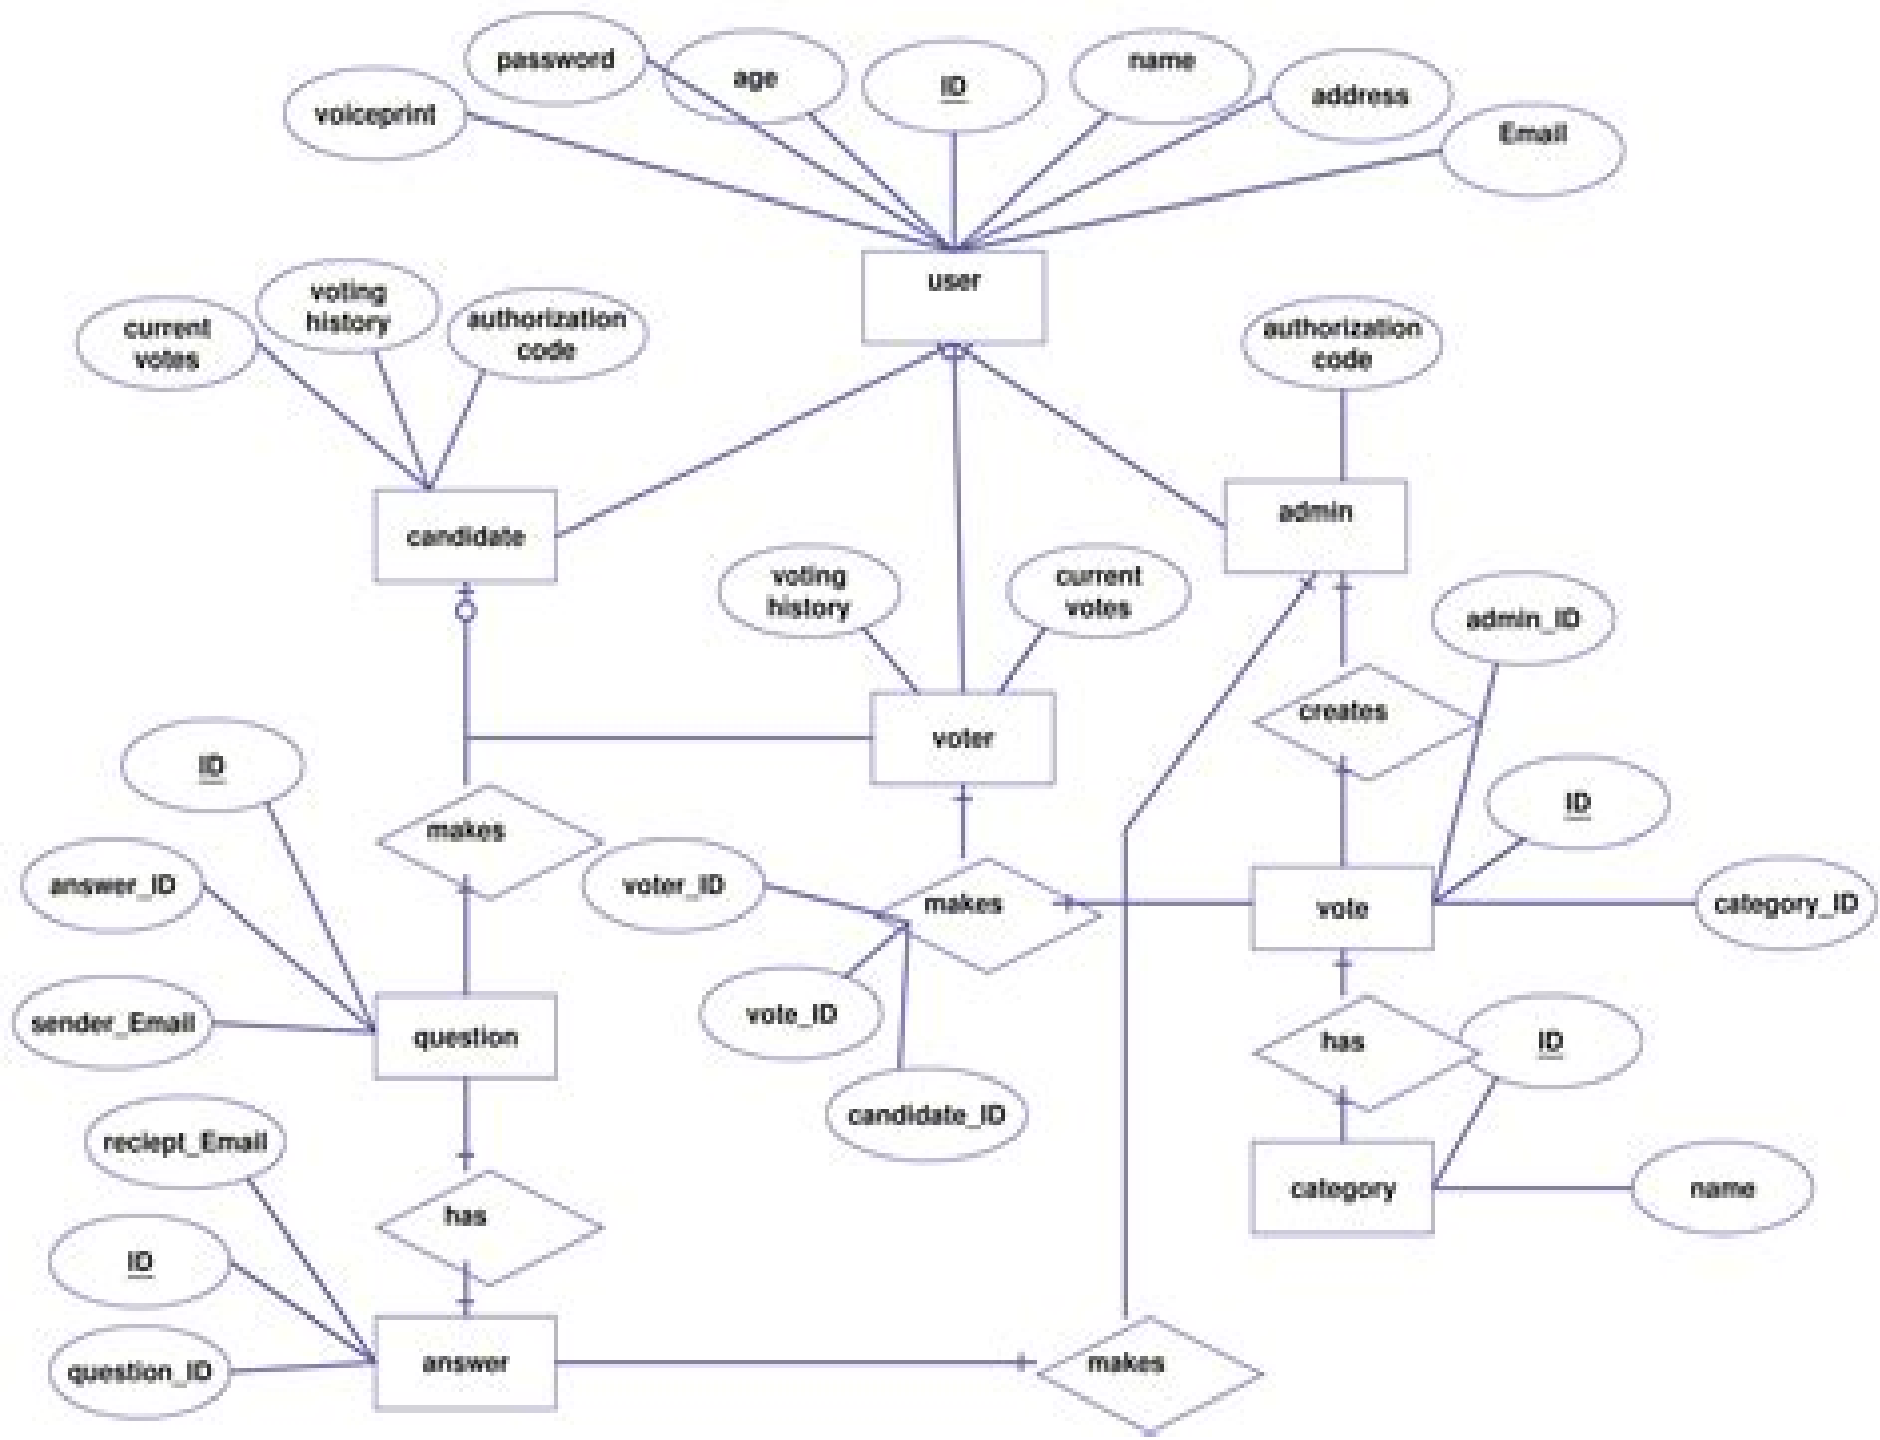 password
age
ID
name
address
voiceprint
Email
user
voting
history
current
votes
authorization
code
authorization
code
candidate
admin
voting
history
current
votes
admin_ID
creates
voter
ID
makes
ID
answer_ID
voter_ID
makes
vote
category_ID
sender_Email
question
vote_ID
has
ID
candidate_ID
reciept_Email
has
category
name
ID
question_ID
answer
makes